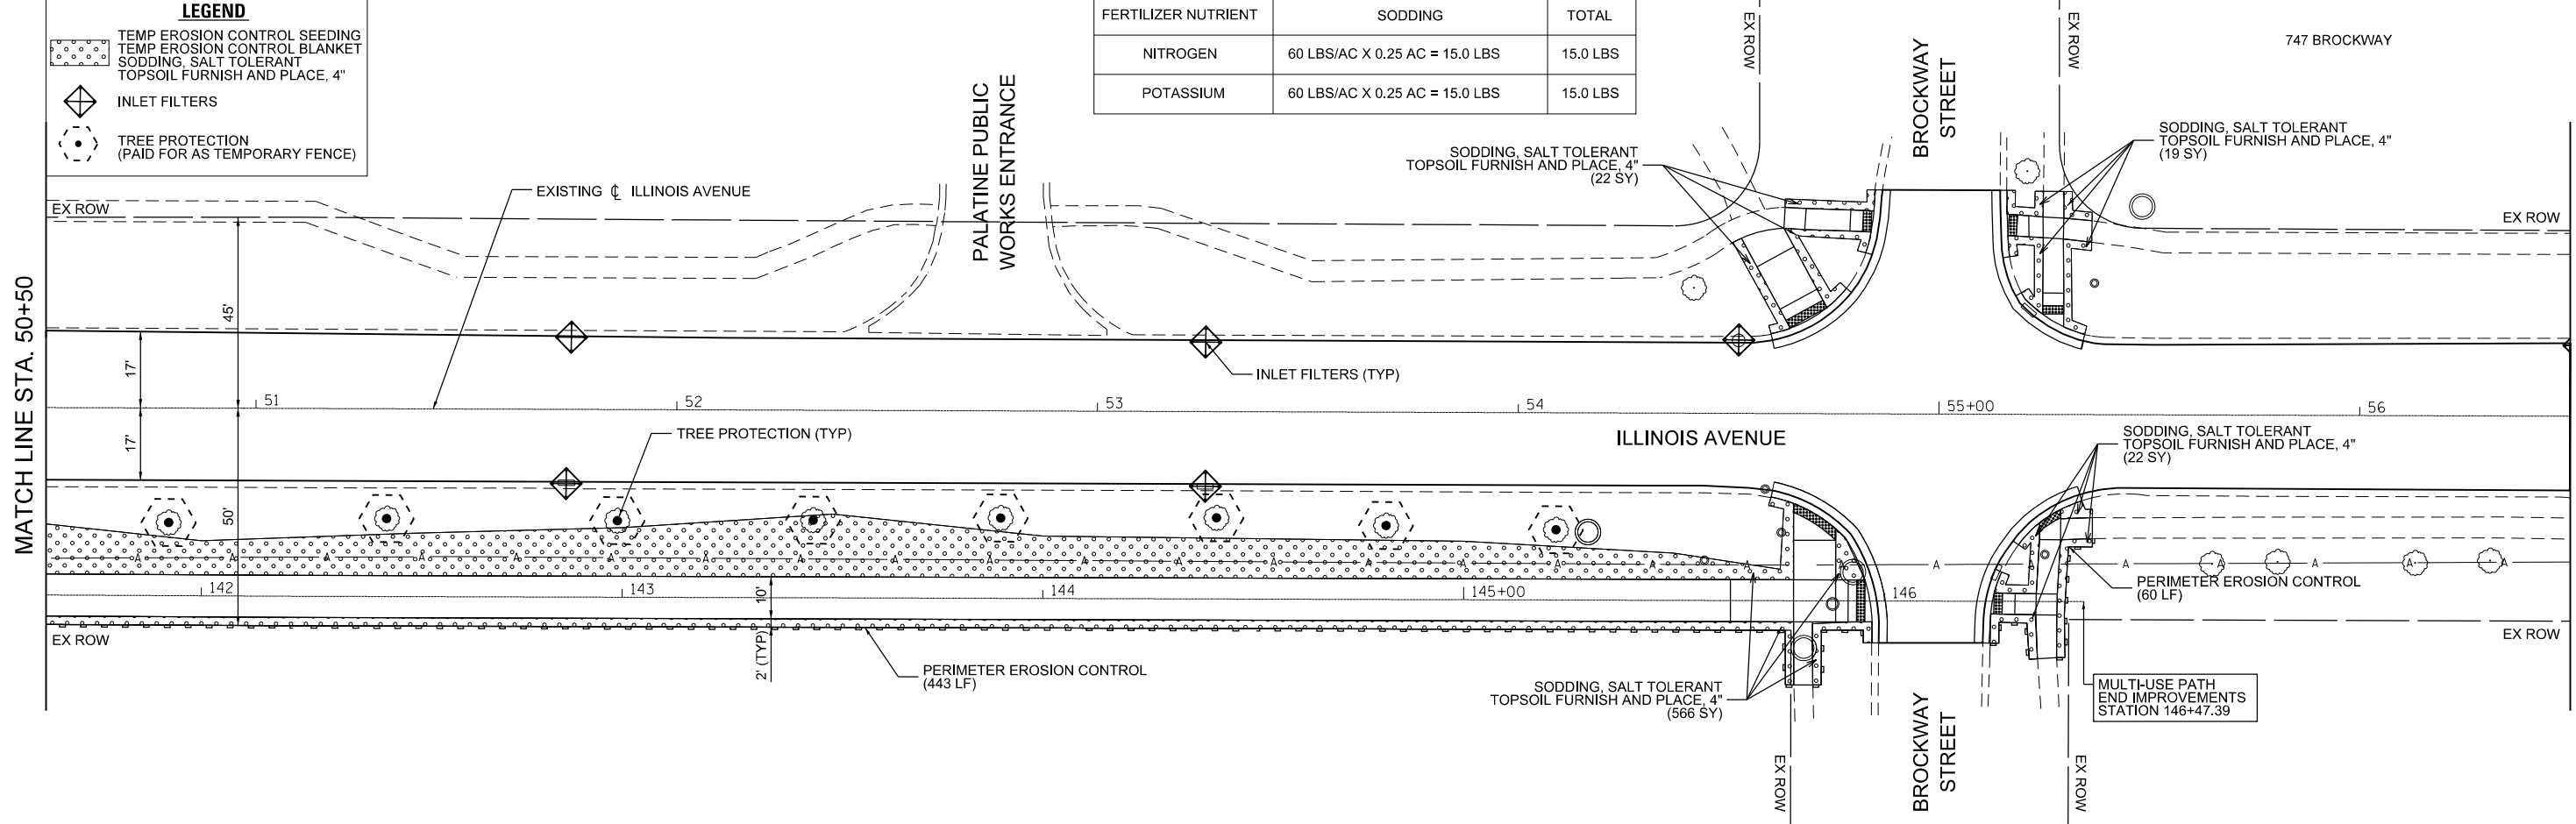 LEGEND
TEMP EROSION CONTROL SEEDING
TEMP EROSION CONTROL BLANKET
SODDING, SALT TOLERANT
TOPSOIL FURNISH AND PLACE, 4"
INLET FILTERS
TREE PROTECTION
(PAID FOR AS TEMPORARY FENCE)
FERTILIZER NUTRIENT SODDING TOTAL
NITROGEN 60 LBS/AC X 0.25 AC = 15.0 LBS 15.0 LBS
POTASSIUM 60 LBS/AC X 0.25 AC = 15.0 LBS 15.0 LBS
EX ROW
BROCKWAY
STREET
EX ROW
747 BROCKWAY
PALATINE PUBLIC
WORKS ENTRANCE
SODDING, SALT TOLERANT
TOPSOIL FURNISH AND PLACE, 4"
(22 SY)
SODDING, SALT TOLERANT
TOPSOIL FURNISH AND PLACE, 4"
(19 SY)
EXISTING ℄ ILLINOIS AVENUE
EX ROW
EX ROW
MATCH LINE STA. 50+50
45'
17'
17'
50'
INLET FILTERS (TYP)
51
52
53
54
55+00
56
TREE PROTECTION (TYP)
ILLINOIS AVENUE
SODDING, SALT TOLERANT
TOPSOIL FURNISH AND PLACE, 4"
(22 SY)
A A A A A A A A A A A A A A A A A A A A A A A A
142
143
144
145+00
146
10'
2' (TYP)
PERIMETER EROSION CONTROL
(60 LF)
EX ROW
EX ROW
PERIMETER EROSION CONTROL
(443 LF)
SODDING, SALT TOLERANT
TOPSOIL FURNISH AND PLACE, 4"
(566 SY)
MULTI-USE PATH
END IMPROVEMENTS
STATION 146+47.39
EX ROW
BROCKWAY
STREET
EX ROW